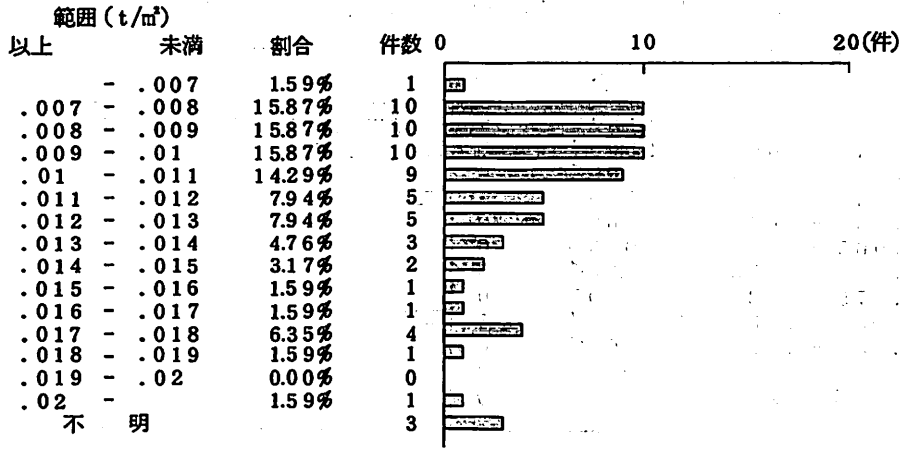 範囲(t/㎡)
以上 未満 割合 件数 0 10 20(件)
- .007 1.59% 1
.007 - .008 15.87% 10
.008 - .009 15.87% 10
.009 - .01 15.87% 10
.01 - .011 14.29% 9
.011 - .012 7.94% 5
.012 - .013 7.94% 5
.013 - .014 4.76% 3
.014 - .015 3.17% 2
.015 - .016 1.59% 1
.016 - .017 1.59% 1
.017 - .018 6.35% 4
.018 - .019 1.59% 1
.019 - .02 0.00% 0
.02 - 1.59% 1
不明 3